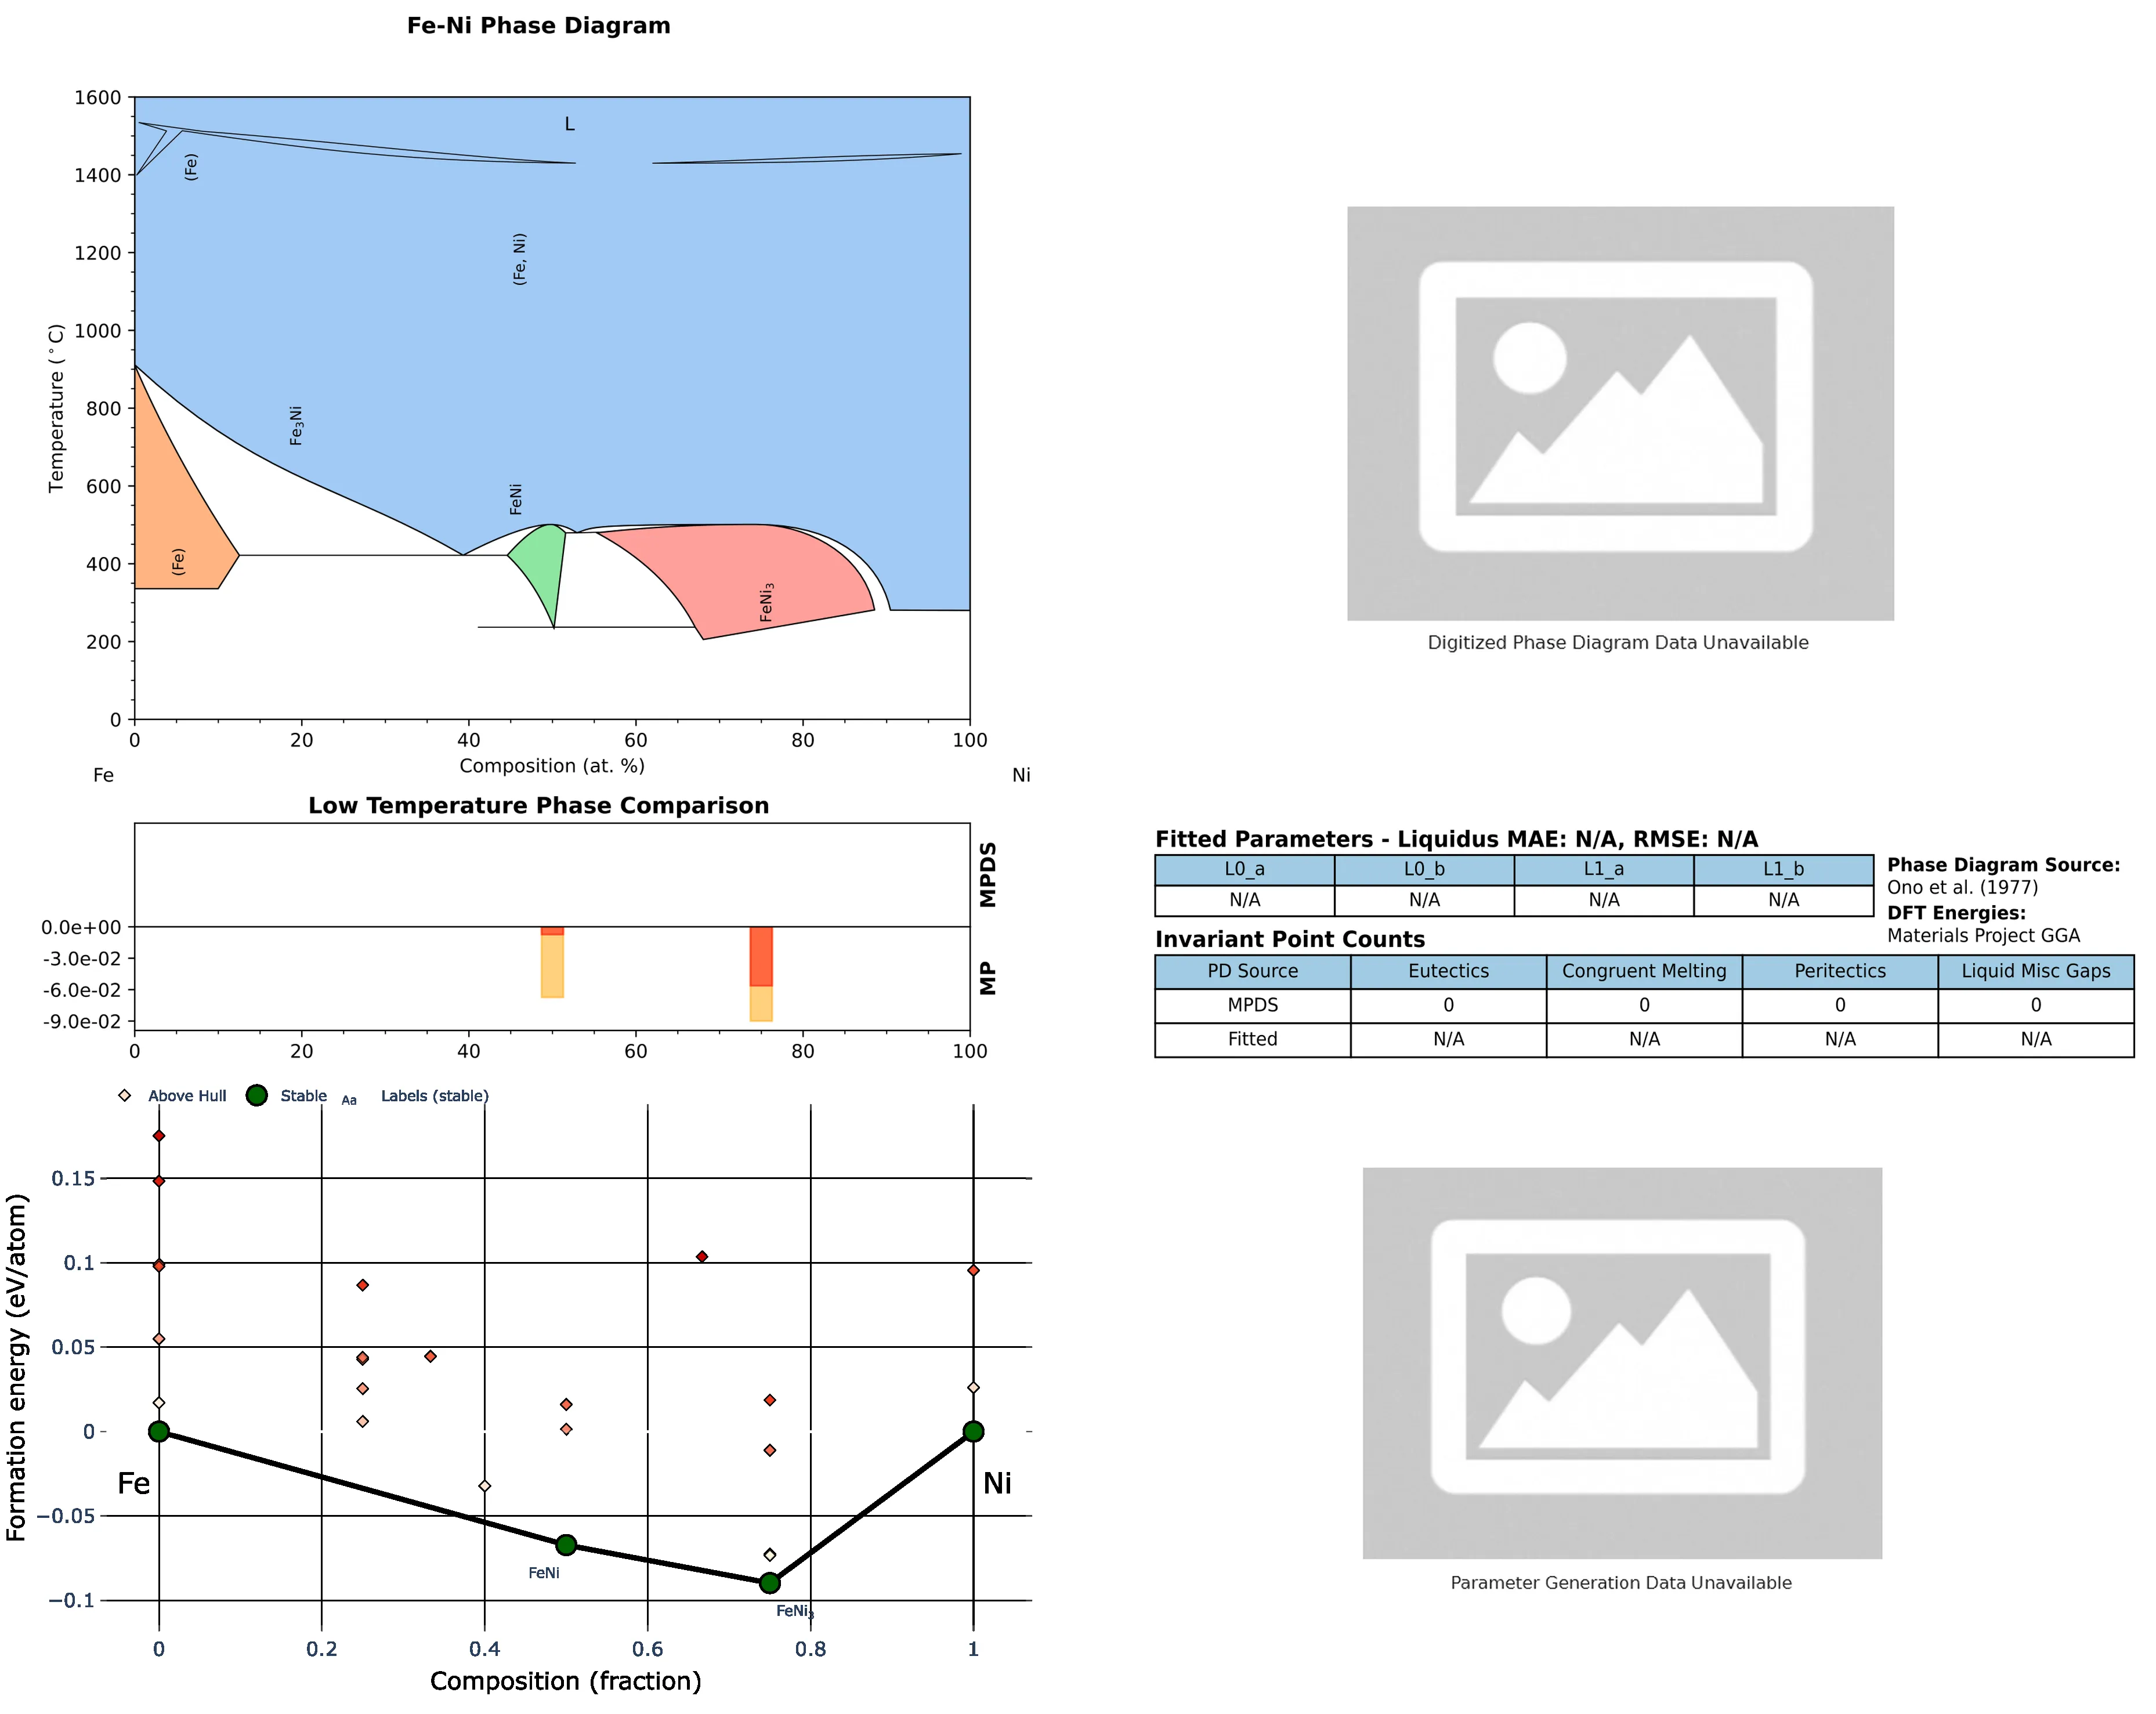 Fe-Ni Phase Diagram
1600
1400
1200
1000
800
600
400
200
0
Temperature (°C)
L
(Fe)
(Fe, Ni)
Fe₃Ni
FeNi
(Fe)
FeNi₃
0 20 40 60 80 100
Composition (at. %)
Fe
Ni
Digitized Phase Diagram Data Unavailable
Low Temperature Phase Comparison
MPDS
MP
0.0e+00
-3.0e-02
-6.0e-02
-9.0e-02
0 20 40 60 80 100
Fitted Parameters - Liquidus MAE: N/A, RMSE: N/A
L0_a L0_b L1_a L1_b
N/A N/A N/A N/A
Phase Diagram Source:
Ono et al. (1977)
DFT Energies:
Materials Project GGA
Invariant Point Counts
PD Source Eutectics Congruent Melting Peritectics Liquid Misc Gaps
MPDS 0 0 0 0
Fitted N/A N/A N/A N/A
Above Hull Stable Aa Labels (stable)
0.15
0.1
0.05
0
−0.05
−0.1
Formation energy (eV/atom)
Fe
Ni
FeNi
FeNi₃
0 0.2 0.4 0.6 0.8 1
Composition (fraction)
Parameter Generation Data Unavailable